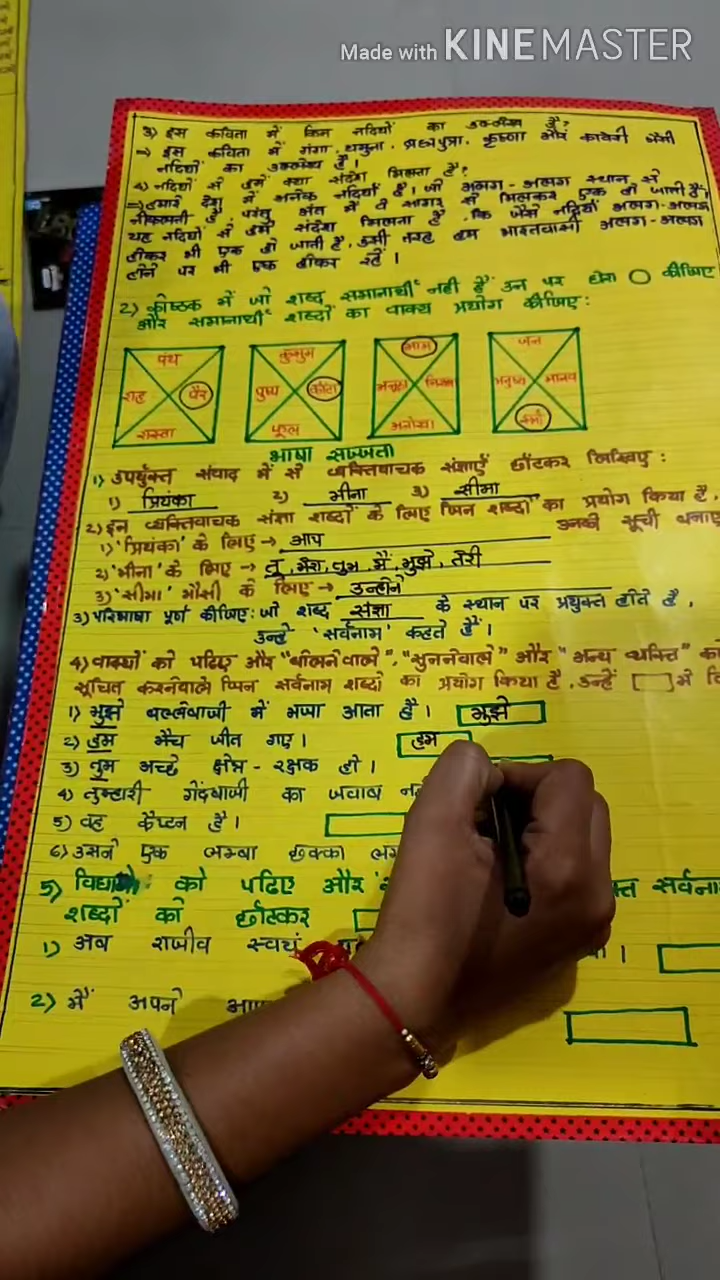 Made with KINEMASTER
3) इस कविता में किन नदियों का उल्लेख है?
→ इस कविता में गंगा, यमुना, ब्रह्मपुत्रा, कृष्णा और कावेरी जैसी
नदियों का उल्लेख है।
4) नदियों से हमें क्या संदेश मिलता है?
→ हमारे देश में अनेक नदियाँ हैं। जो अलग-अलग स्थान से
नीकलती है, परंतु अंत में वे सागर से मिलकर एक हो जाती हैं।
यह नदियों से हमें संदेश मिलता है, कि जैसे नदियाँ अलग-अलग
होकर भी एक हो जाती है, उसी तरह हम भारतवासी अलग-अलग
होने पर भी एक होकर रहें।
2) कोष्ठक में जो शब्द समानार्थी नहीं हैं उन पर घेरा ○ कीजिए
और समानार्थी शब्दों का वाक्य प्रयोग कीजिए:
पंथ कुसुम आम जन
राह पैर पुष्प काँटा अनूठा मनुष्य मानव
रास्ता फूल अनोखा
भाषा सज्जता
1) उपर्युक्त संवाद में से व्यक्तिवाचक संज्ञाएँ छाँटकर लिखिए:
1) प्रियंका 2) मीना 3) सीमा
2) इन व्यक्तिवाचक संज्ञा शब्दों के लिए जिन शब्दों का प्रयोग किया है,
उनकी सूची बनाए
1) 'प्रियंका' के लिए → आप
2) 'मीना' के लिए → तू, मेरा, तुम, मैं, मुझे, तेरी
3) 'सीमा' मौसी के लिए → उन्होंने
3) परिभाषा पूर्ण कीजिए: जो शब्द संज्ञा के स्थान पर प्रयुक्त होते है,
उन्हे 'सर्वनाम' कहते हैं।
4) वाक्यों को पढिए और "बोलनेवाले", "सुननेवाले" और "अन्य व्यक्ति" को
सूचित करनेवाले जिन सर्वनाम शब्दों का प्रयोग किया है, उन्हें में
1) मुझे बल्लेबाजी में मजा आता है। मुझे
2) हम मैच जीत गए। हम
3) तुम अच्छे क्षेत्र-रक्षक हो।
4) तुम्हारी गेंदबाजी का जवाब
5) वह कैप्टन है।
6) उसने एक लम्बा छक्का
5) को पढिए और सर्वनाम
शब्दों को छाँटकर
1) अब राजीव स्वयं
2) मैं अपने